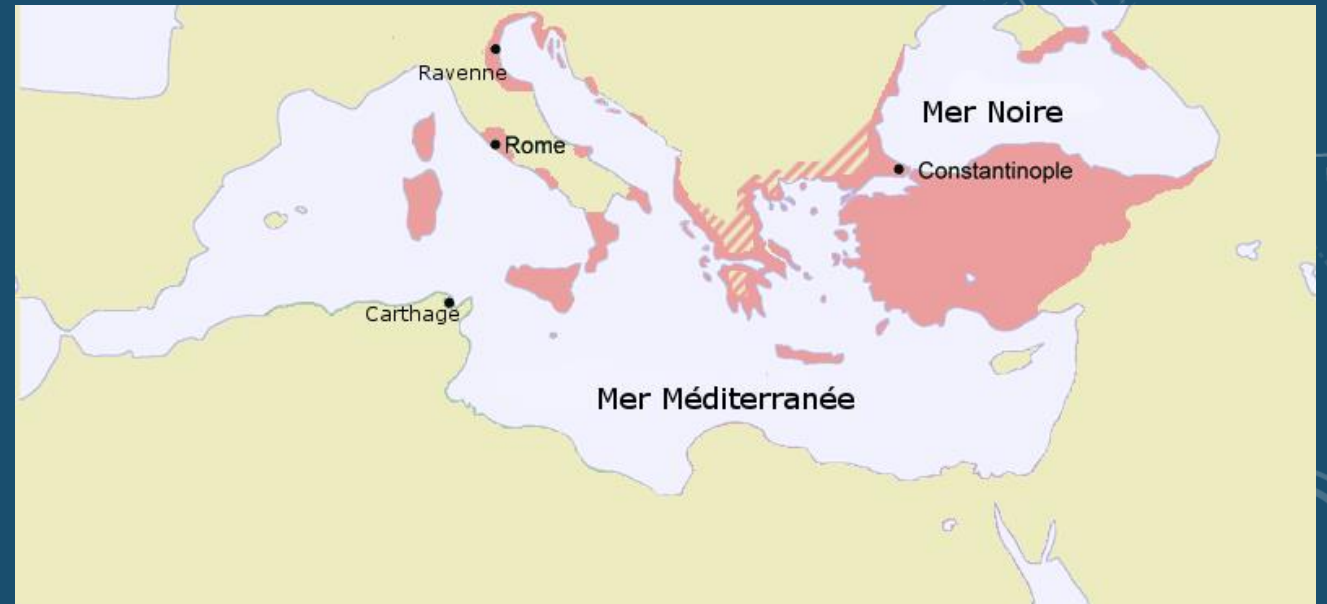 Ravenne
Mer Noire
Rome
Constantinople
Carthage
Mer Méditerranée